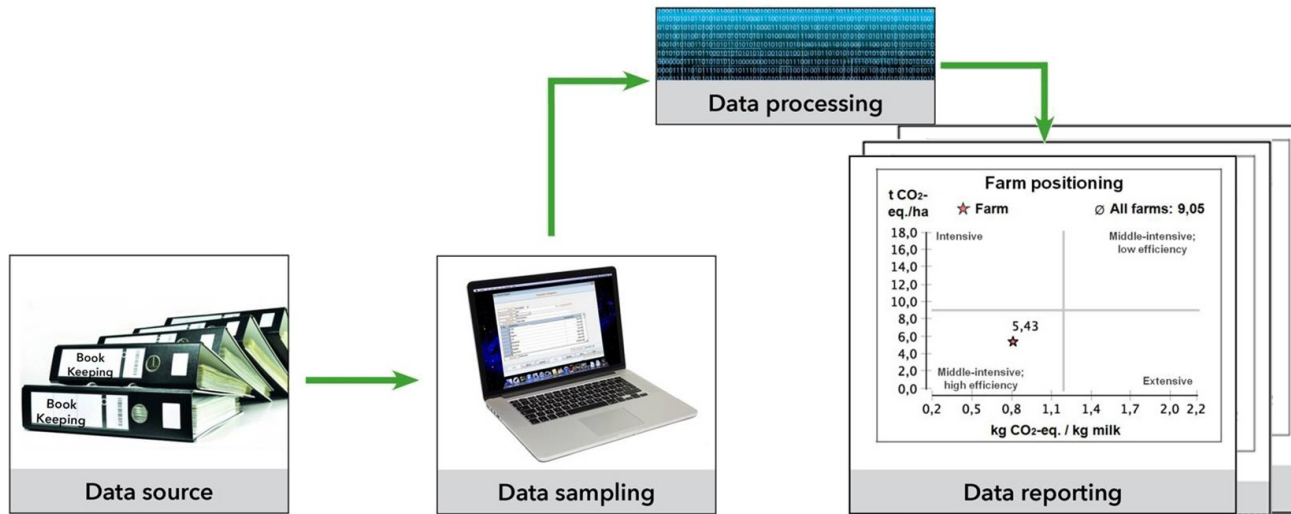 Data processing
Farm positioning
t CO₂-
eq./ha
Farm
Ø All farms: 9,05
18,0
16,0
14,0
12,0
10,0
8,0
6,0
4,0
2,0
0,0
Intensive
Middle-intensive;
low efficiency
5,43
Middle-intensive;
high efficiency
Extensive
0,2 0,5 0,8 1,1 1,4 1,7 2,0 2,2
kg CO₂-eq. / kg milk
Book
Keeping
Book
Keeping
Data source
Data sampling
Data reporting